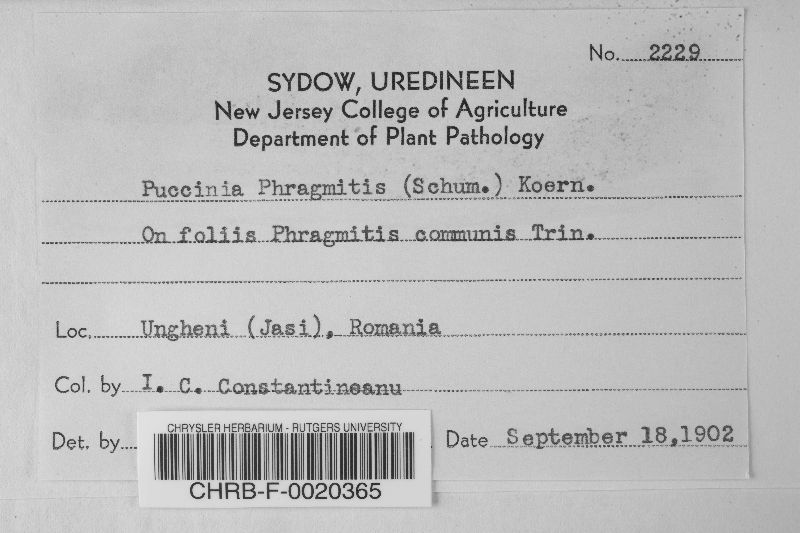 No. 2229
SYDOW, UREDINEEN
New Jersey College of Agriculture
Department of Plant Pathology
Puccinia Phragmitis (Schum.) Koern.
On foliis Phragmitis communis Trin.
Loc. Ungheni (Jasi), Romania
Col. by I. C. Constantineanu
Det. by
Date September 18,1902
CHRYSLER HERBARIUM - RUTGERS UNIVERSITY
CHRB-F-0020365